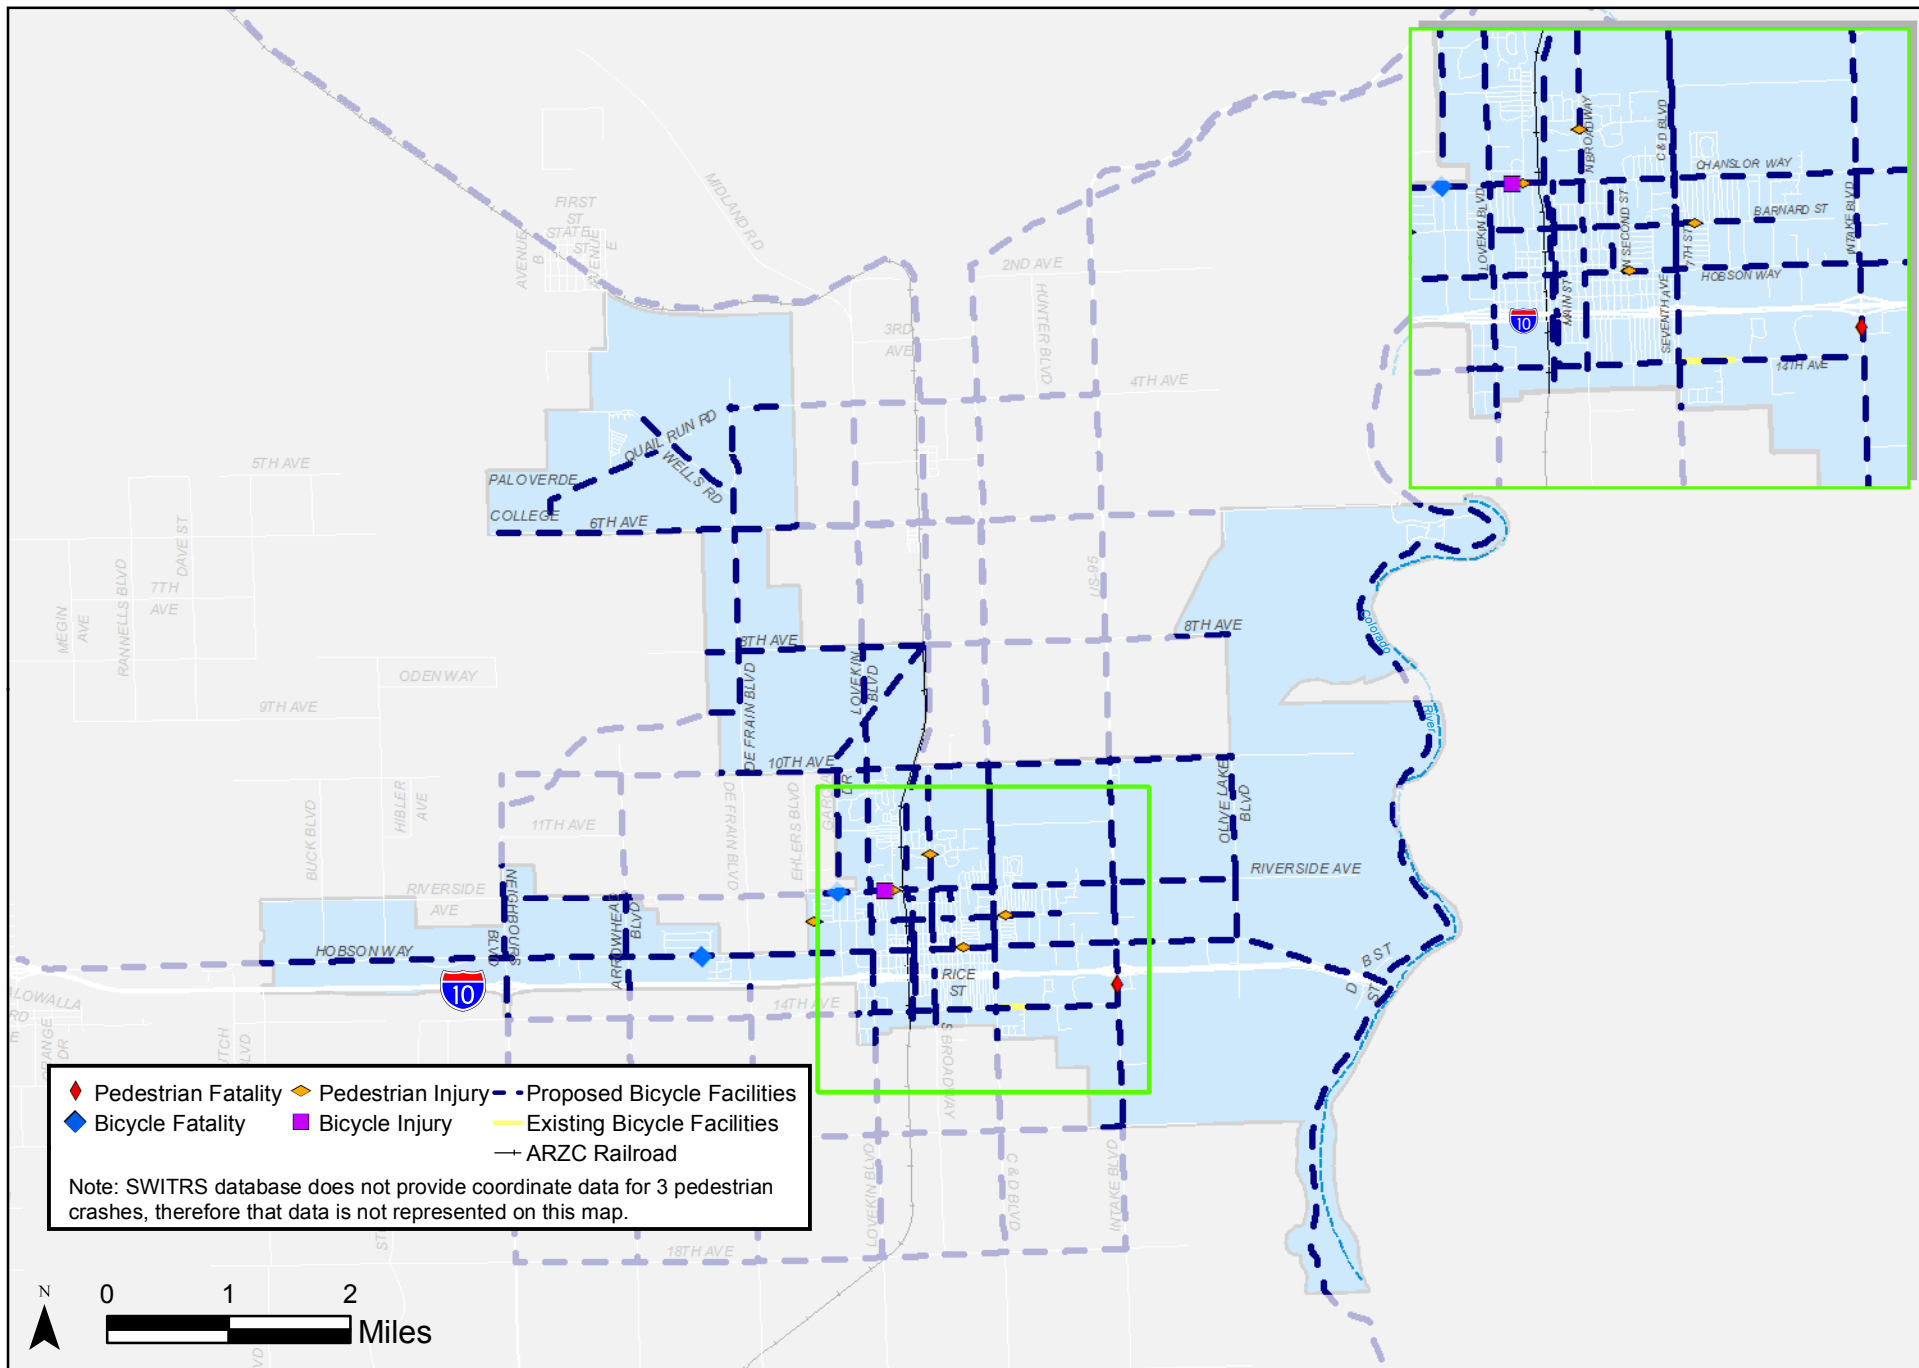 MIDLAND RD
FIRST
ST
STATE
ST
AVENUE
B
AVENUE
E
2ND AVE
HUNTER BLVD
3RD
AVE
4TH AVE
5TH AVE
QUAIL RUN RD
WELLS RD
PALOVERDE
COLLEGE
6TH AVE
DAVE ST
RANNELLS BLVD
7TH
AVE
MEGIN
AVE
US-95
8TH AVE
8TH AVE
ODENWAY
9TH AVE
DE FRAIN BLVD
LOVEKIN
BLVD
Colorado
River
10TH AVE
DR
OLIVE LAKE
BLVD
BUCK BLVD
HIBLER
AVE
11TH AVE
DE FRAIN BLVD
EHLERS BLVD
RIVERSIDE
AVE
NEIGHBOURS
BLVD
ARROWHEAD
BLVD
RIVERSIDE AVE
HOBSON WAY
10
RICE
ST
B ST
D
ST
14TH AVE
S BROADWAY
LOVEKIN BLVD
C & D BLVD
INTAKE BLVD
18TH AVE
N BROADWAY
C & D BLVD
CHANSLOR WAY
LOVEKIN BLVD
N SECOND ST
BARNARD ST
7TH ST
INTAKE BLVD
HOBSON WAY
MAIN ST
10
SEVENTH AVE
14TH AVE
Pedestrian Fatality
Pedestrian Injury
Proposed Bicycle Facilities
Bicycle Fatality
Bicycle Injury
Existing Bicycle Facilities
ARZC Railroad
Note: SWITRS database does not provide coordinate data for 3 pedestrian
crashes, therefore that data is not represented on this map.
N
0 1 2
Miles